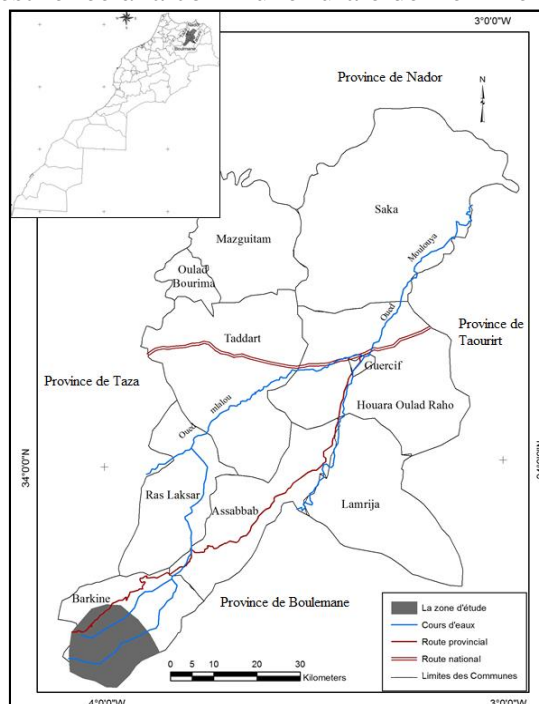 3°0'0"W
Nador
Boulmane
Province de Nador
N
Saka
Mazguitam
Moulouya
Oulad
Bourima
Oued
Taddart
Province de
Taourirt
Guercif
Province de Taza
mlalou
Houara Oulad Raho
Oued
34°0'0"N
Ras Laksar
Assabbab
Lamrija
Barkine
Province de Boulemane
La zone d'étude
Cours d'eaux
Route provincial
Route national
Limites des Communes
0 5 10 20 30
Kilometers
4°0'0"W
3°0'0"W